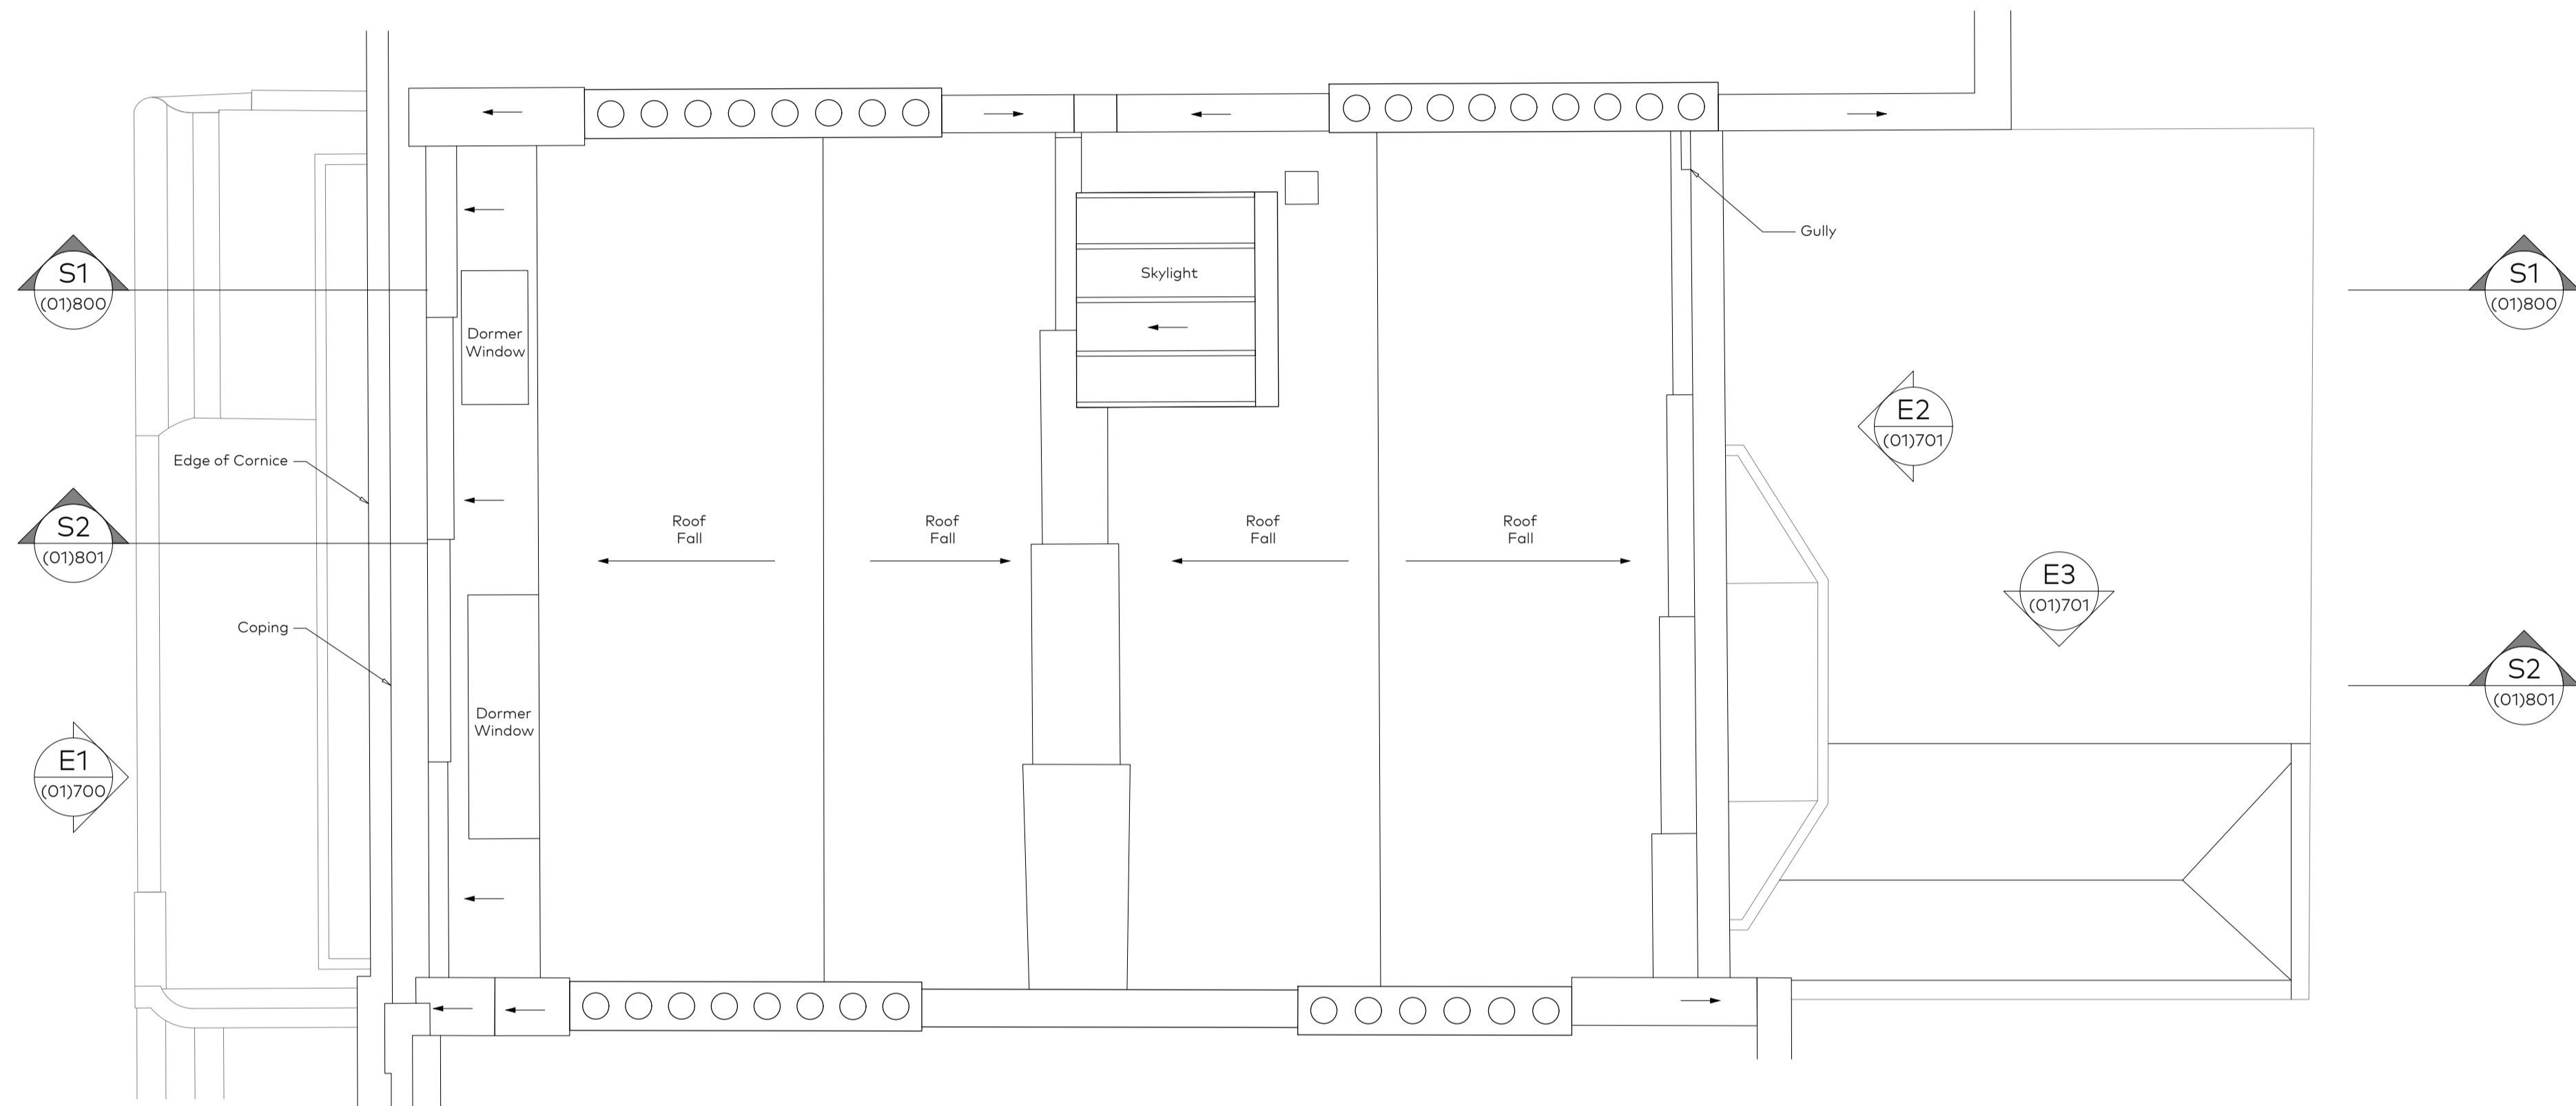 Gully
S1
(01)800
Skylight
S1
(01)800
Dormer
Window
E2
(01)701
Edge of Cornice
S2
(01)801
Roof
Fall
Roof
Fall
Roof
Fall
Roof
Fall
E3
(01)701
Coping
S2
(01)801
Dormer
Window
E1
(01)700